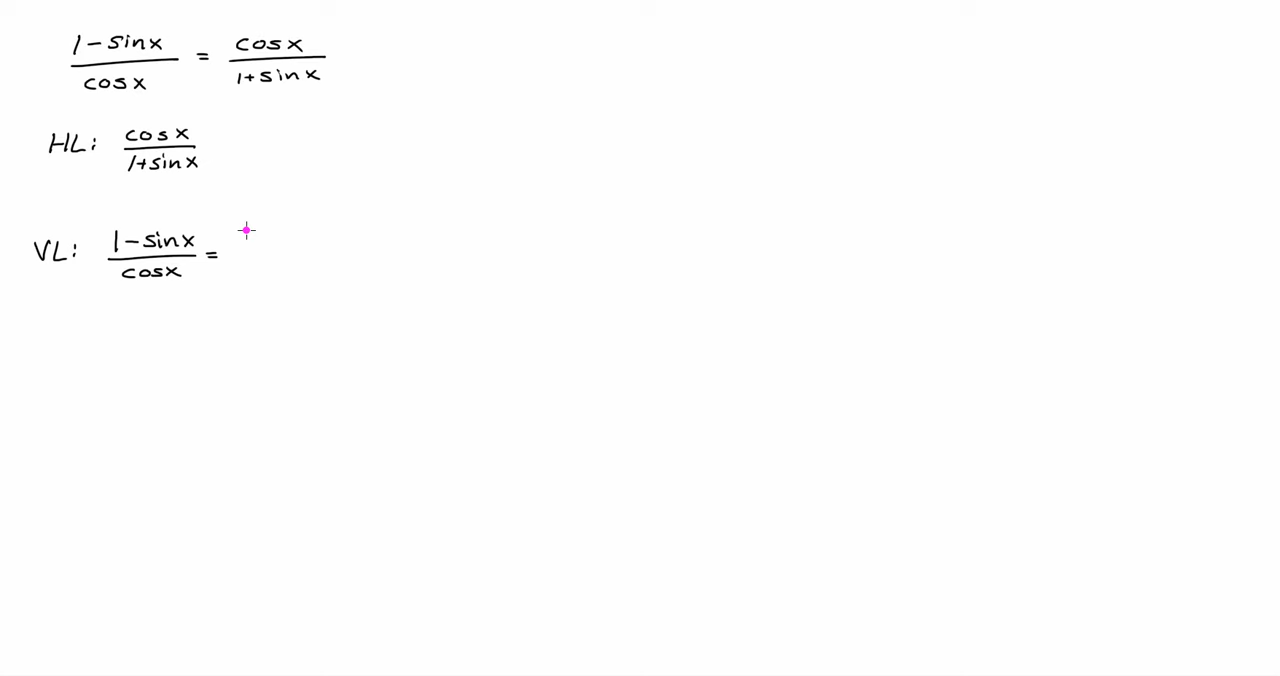 (1 - sin x)/(cos x) = (cos x)/(1 + sin x)
HL: (cos x)/(1 + sin x)
VL: (1 - sin x)/(cos x) =